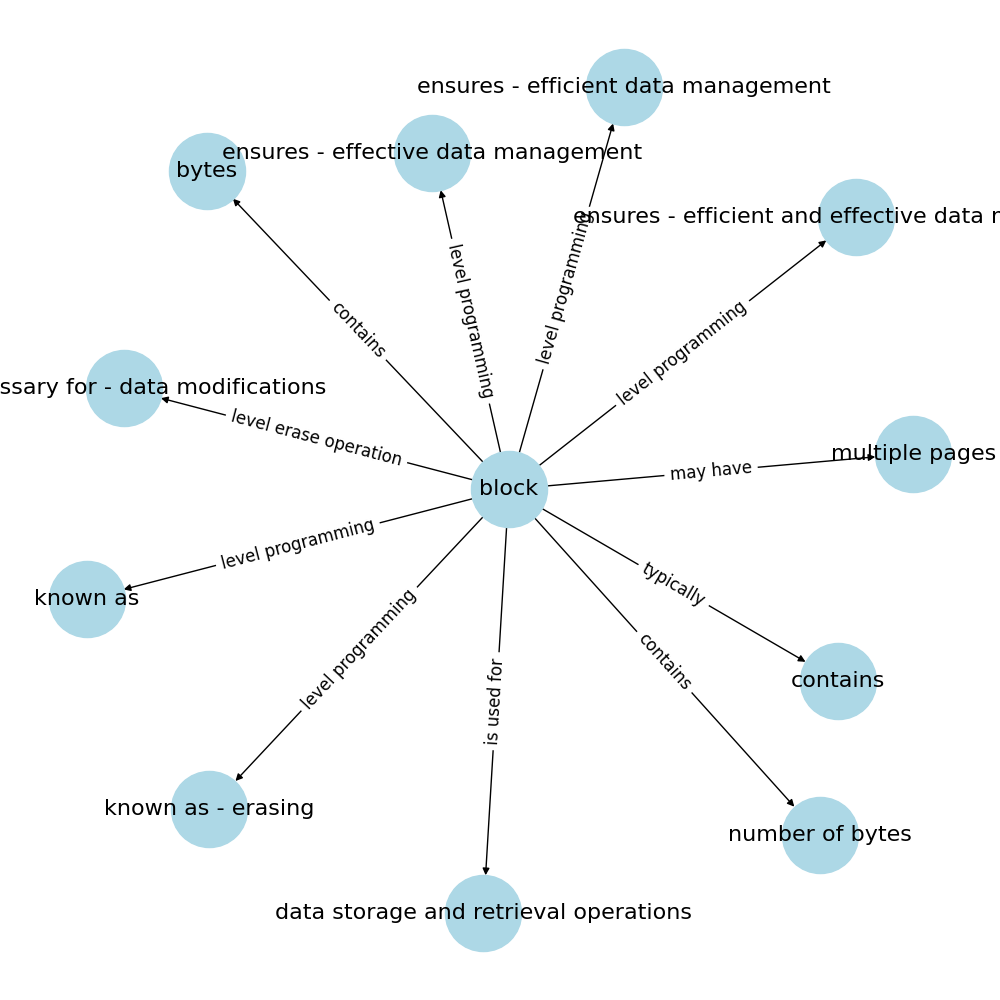 ensures - efficient data management
ensures - effective data management
bytes
ensures - efficient and effective data
level programming
level programming
contains
level programming
ssary for - data modifications
level erase operation
multiple pages
may have
block
level programming
typically
known as
level programming
contains
is used for
contains
known as - erasing
number of bytes
data storage and retrieval operations